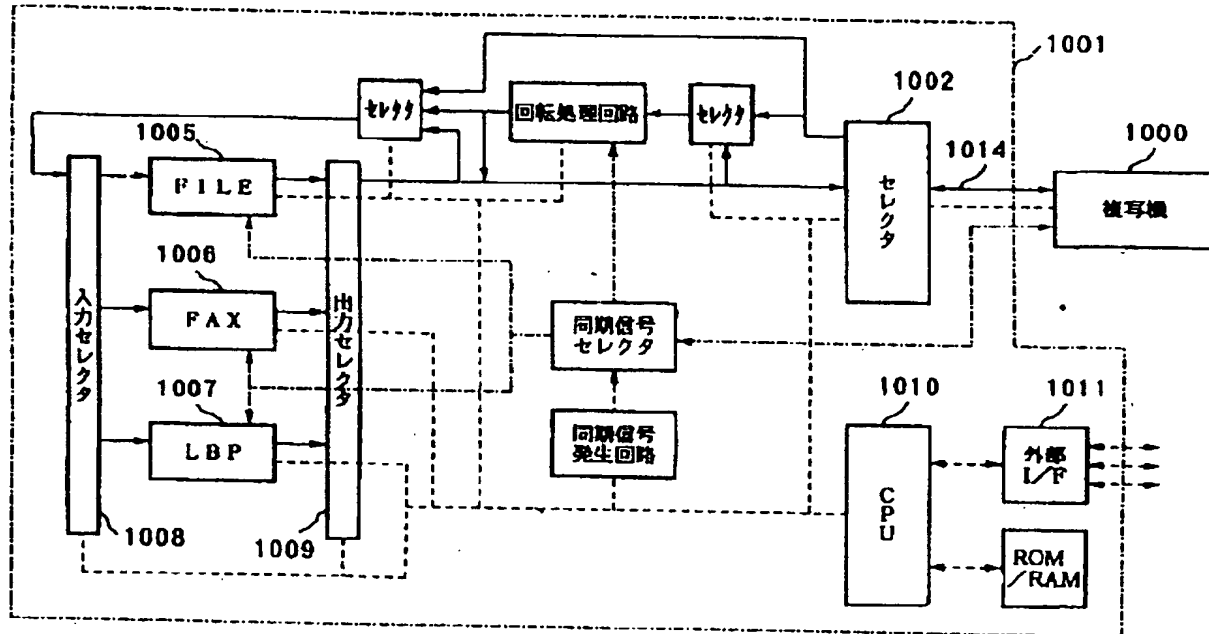 1001
1002
セレクタ
1005
回転処理回路
セレクタ
1014
1000
FILE
セレクタ
複写機
1006
入力セレクタ
FAX
出力セレクタ
同期信号
セレクタ
1007
1010
1011
LBP
同期信号
発生回路
CPU
外部
I/F
1008
1009
ROM
/RAM